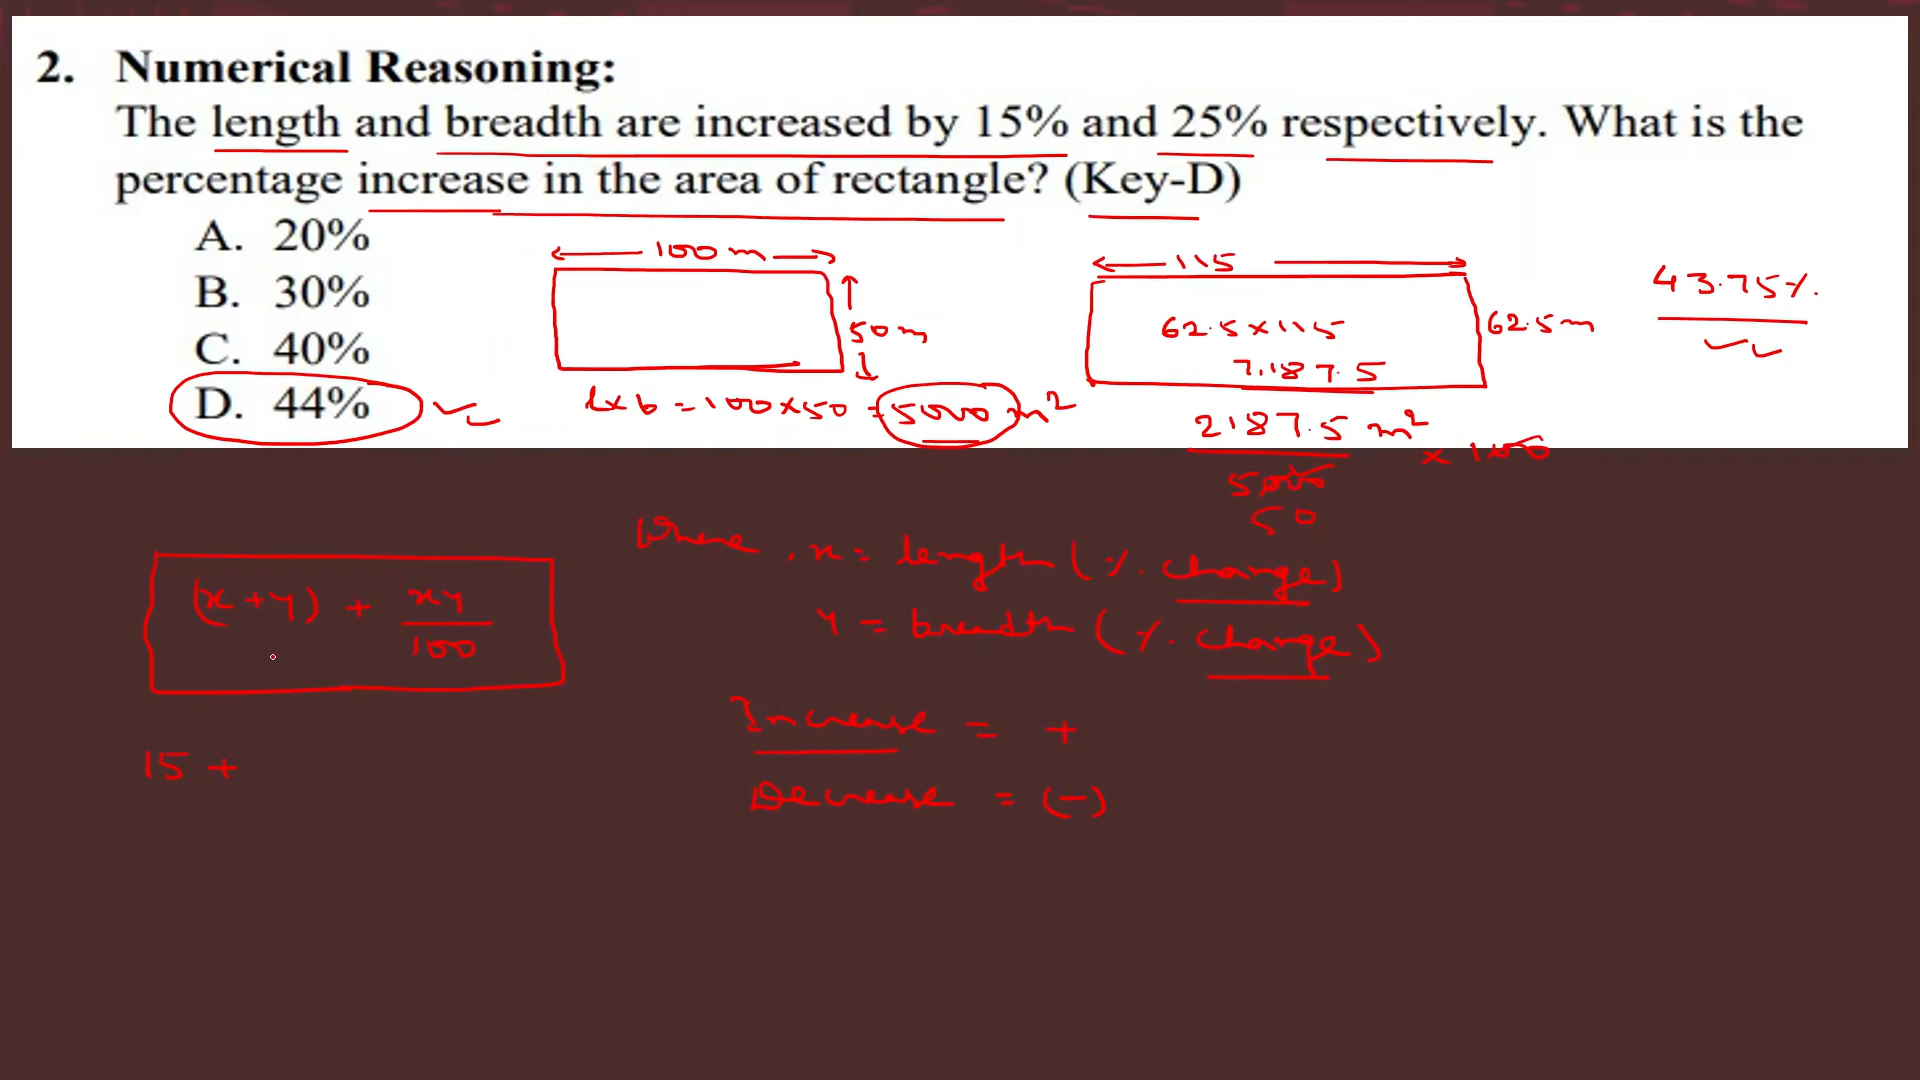 2. Numerical Reasoning:
The length and breadth are increased by 15% and 25% respectively. What is the
percentage increase in the area of rectangle? (Key-D)
A. 20%
B. 30%
C. 40%
D. 44%
100 m
50 m
l×b = 100×50 = 5000 m²
115
62.5×115
7187.5
62.5 m
43.75%.
2187.5 m²
5000
× 100
50
(x+y) + xy
100
Where, x = length (%. change)
y = breadth (%. change)
Increase = +
Decrease = (-)
15 +